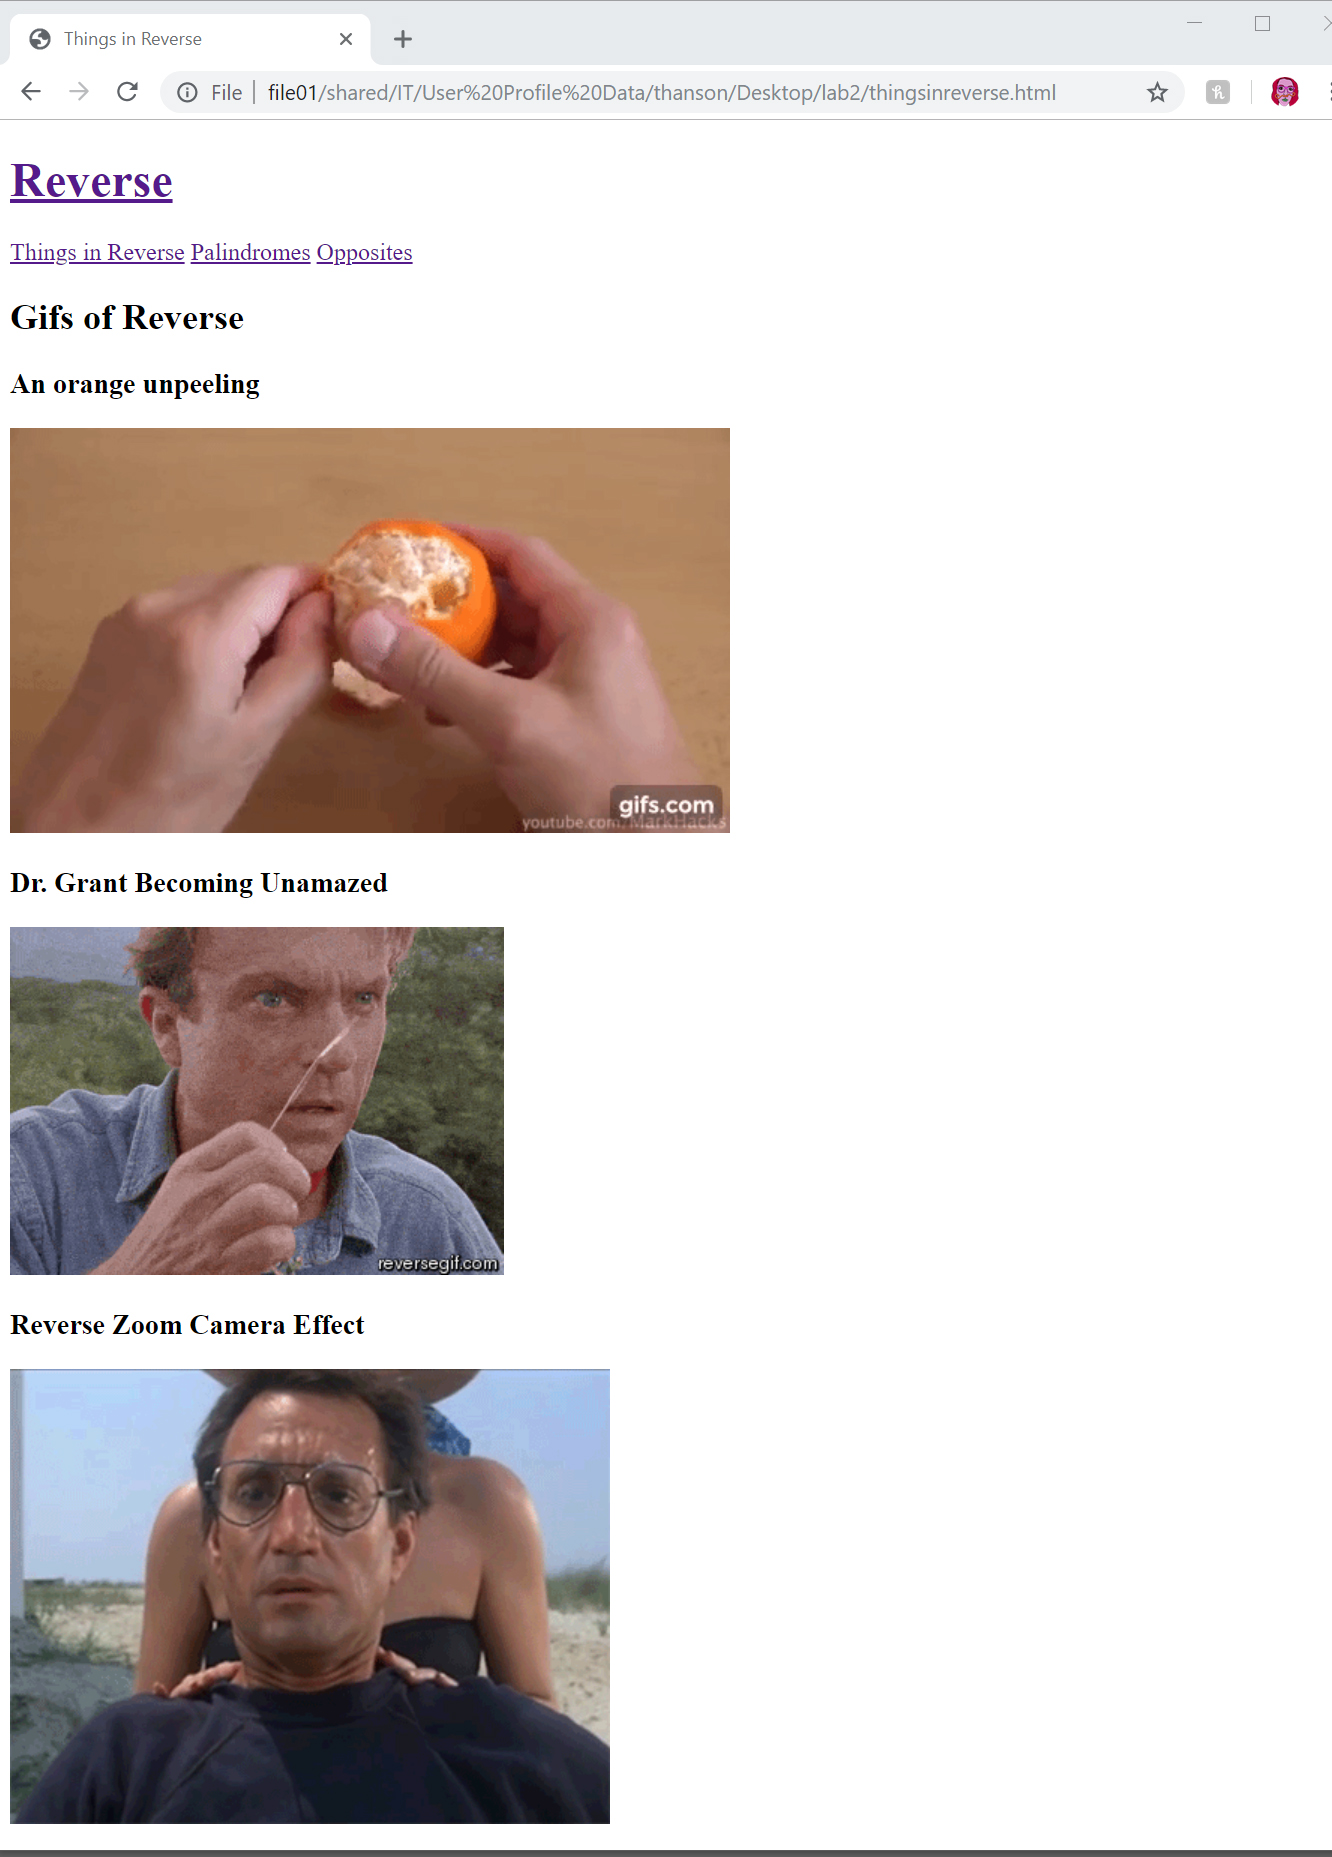 Things in Reverse
File | file01/shared/IT/User%20Profile%20Data/thanson/Desktop/lab2/thingsinreverse.html
Reverse
Things in Reverse Palindromes Opposites
Gifs of Reverse
An orange unpeeling
gifs.com
youtube.com/MarkHacks
Dr. Grant Becoming Unamazed
reversegif.com
Reverse Zoom Camera Effect